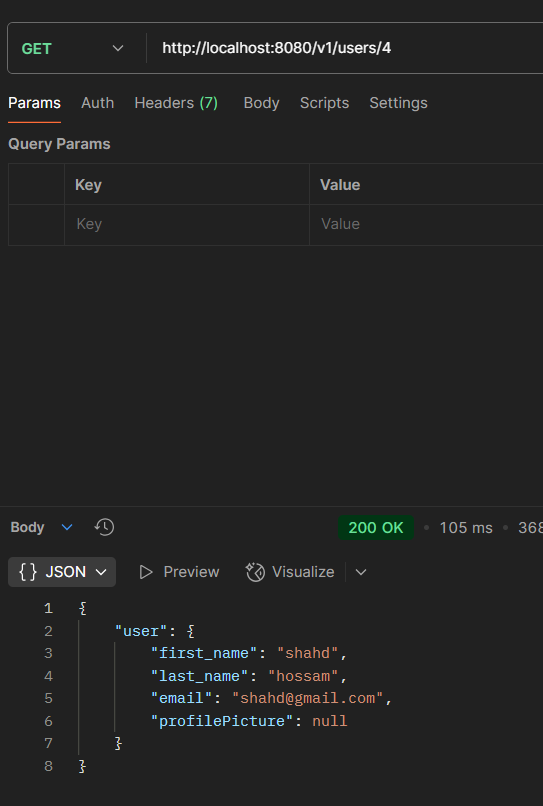 GET http://localhost:8080/v1/users/4
Params Auth Headers (7) Body Scripts Settings
Query Params
Key Value
Key Value
Body 200 OK • 105 ms • 368
{} JSON Preview Visualize
1 {
2 "user": {
3 "first_name": "shahd",
4 "last_name": "hossam",
5 "email": "shahd@gmail.com",
6 "profilePicture": null
7 }
8 }